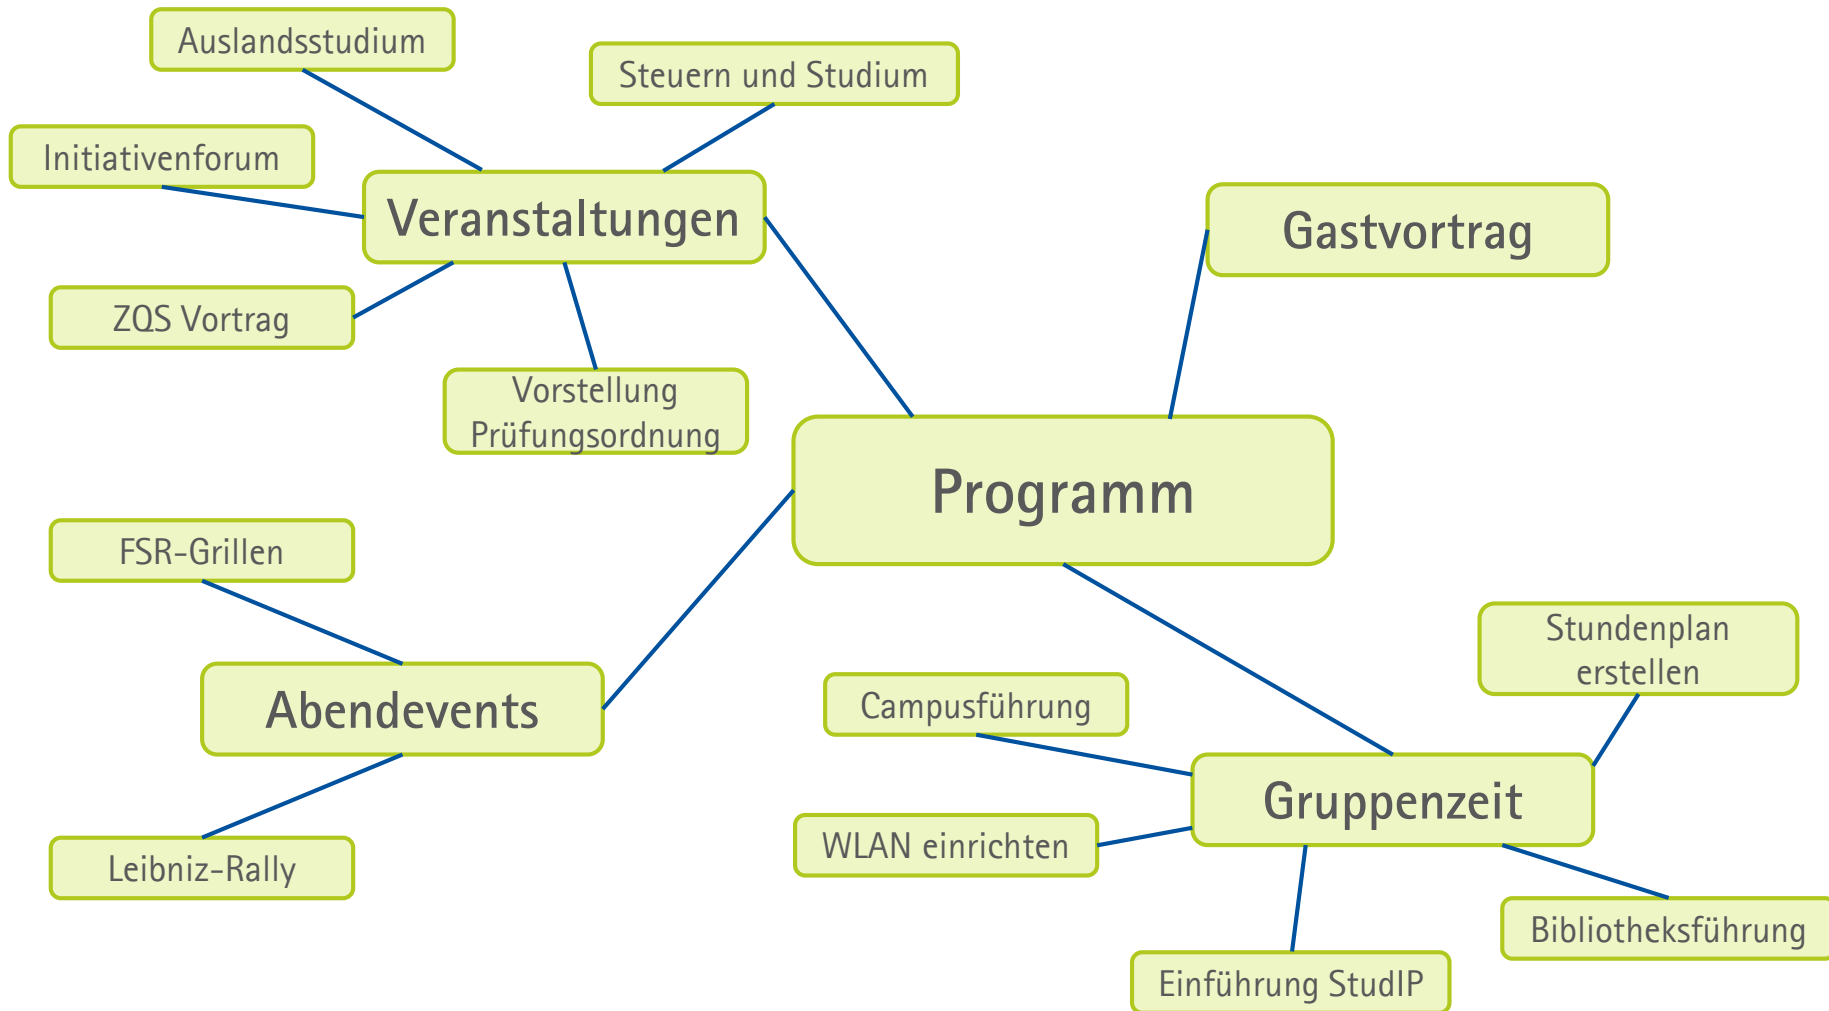 Auslandsstudium
Steuern und Studium
Initiativenforum
Veranstaltungen
Gastvortrag
ZQS Vortrag
Vorstellung
Prüfungsordnung
Programm
FSR-Grillen
Abendevents
Leibniz-Rally
Stundenplan
erstellen
Campusführung
Gruppenzeit
WLAN einrichten
Bibliotheksführung
Einführung StudIP